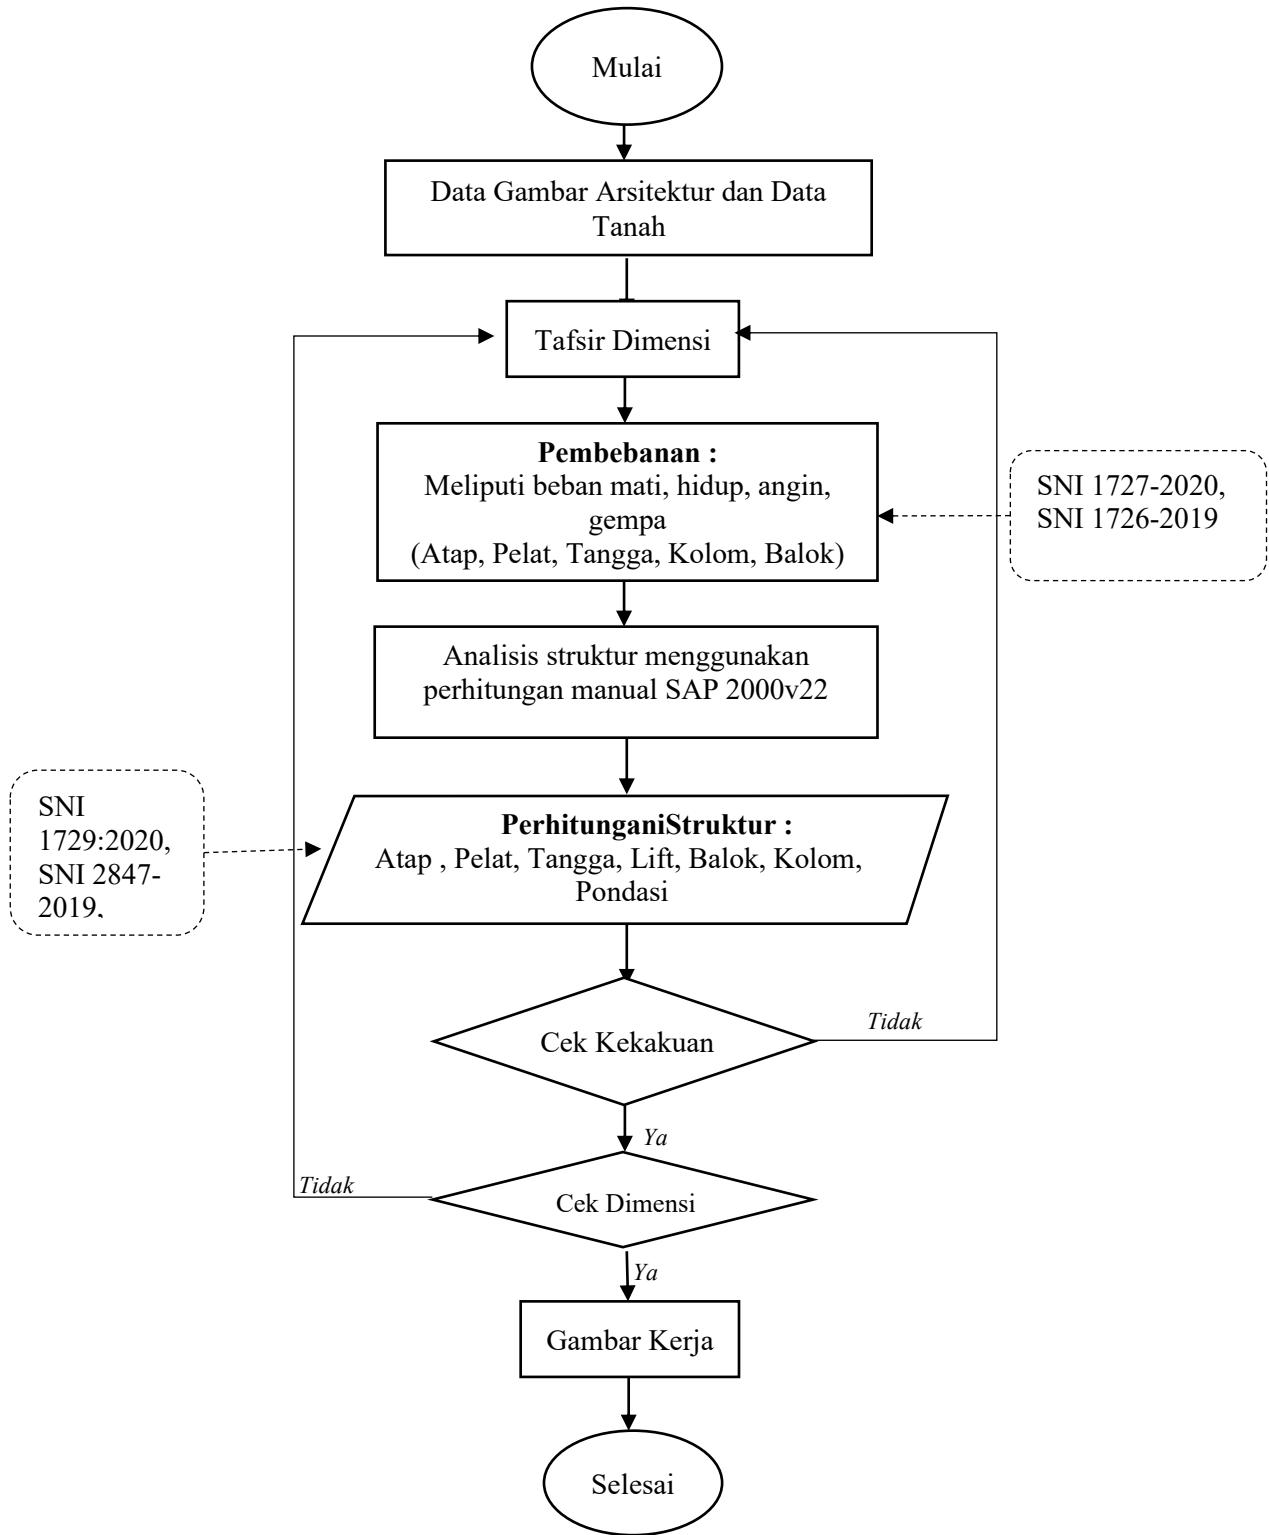 Mulai
Data Gambar Arsitektur dan Data
Tanah
Tafsir Dimensi
Pembebanan :
Meliputi beban mati, hidup, angin,
gempa
(Atap, Pelat, Tangga, Kolom, Balok)
SNI 1727-2020,
SNI 1726-2019
Analisis struktur menggunakan
perhitungan manual SAP 2000v22
SNI
1729:2020,
SNI 2847-
2019,
PerhitunganiStruktur :
Atap , Pelat, Tangga, Lift, Balok, Kolom,
Pondasi
Cek Kekakuan
Tidak
Ya
Cek Dimensi
Tidak
Ya
Gambar Kerja
Selesai